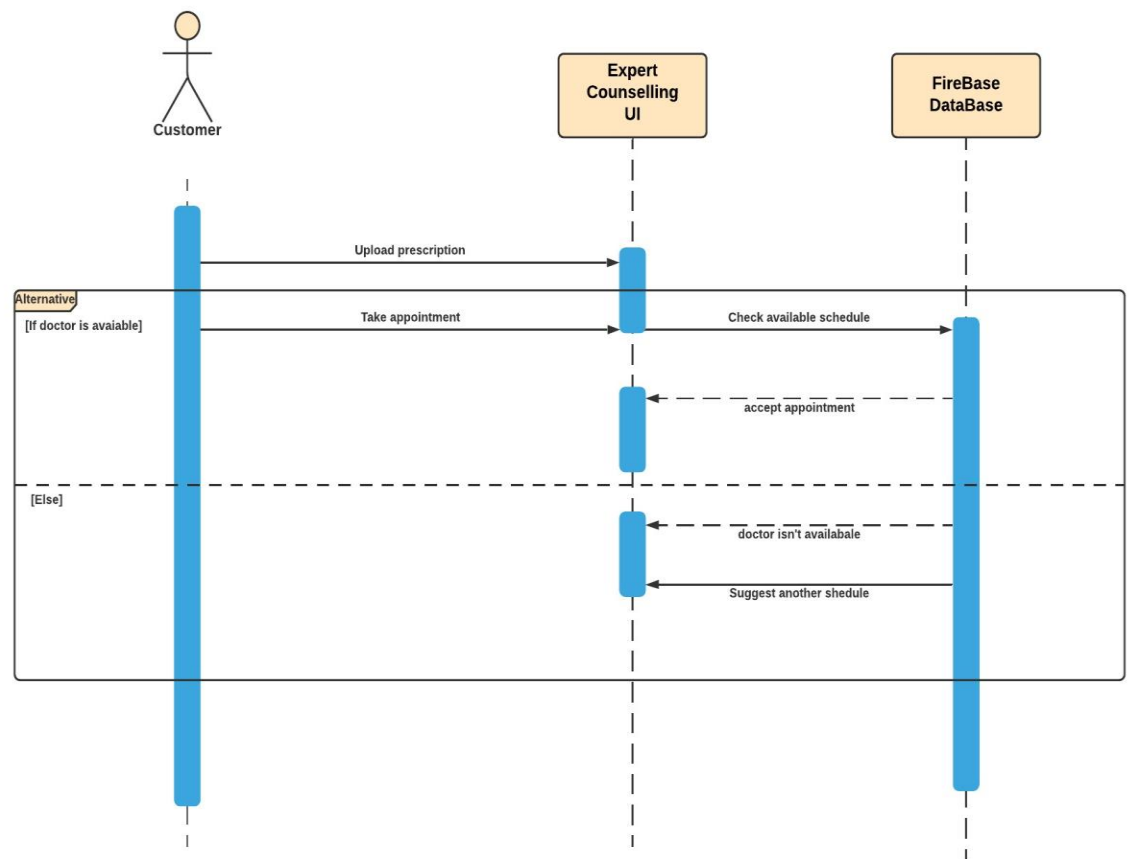 Customer
Expert
Counselling
UI
FireBase
DataBase
Upload prescription
Alternative
[If doctor is avaiable]
Take appointment
Check available schedule
accept appointment
[Else]
doctor isn't availabale
Suggest another shedule